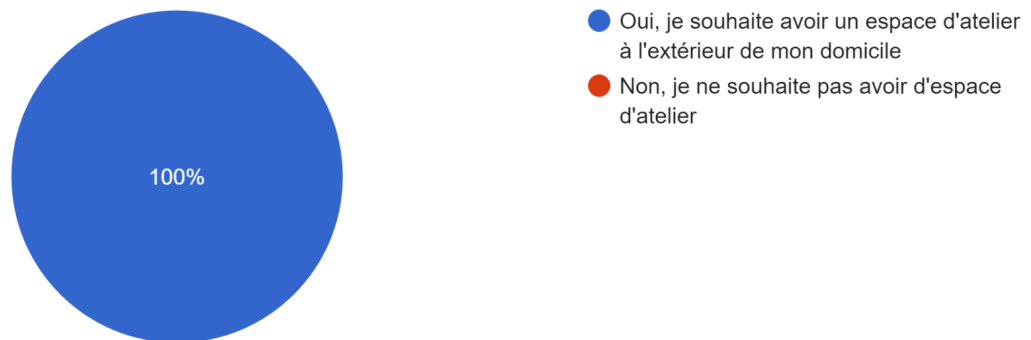 100%
Oui, je souhaite avoir un espace d'atelier
à l'extérieur de mon domicile
Non, je ne souhaite pas avoir d'espace
d'atelier